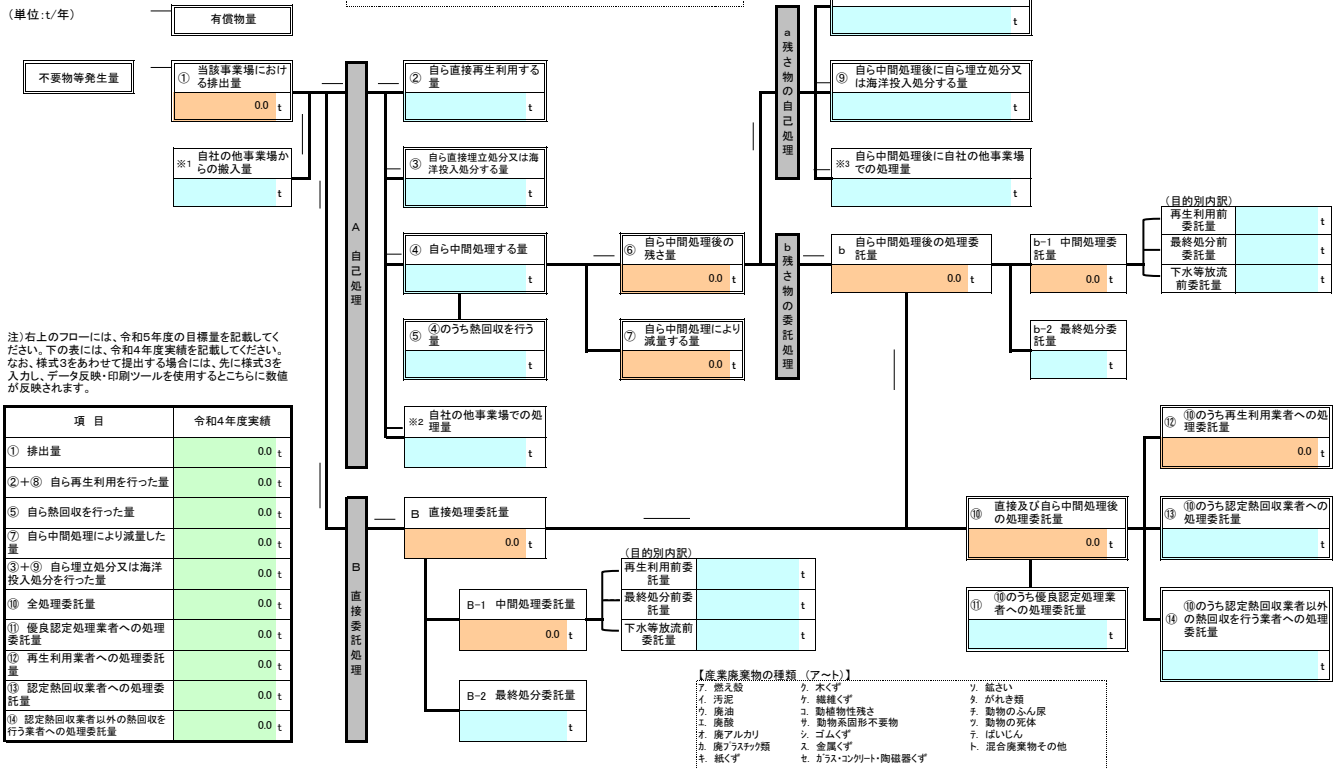 (単位:t/年)
有償物量
不要物等発生量
① 当該事業場におけ
る排出量
0.0 t
※1 自社の他事業場か
らの搬入量
t
A 自己処理
② 自ら直接再生利用する
量
t
③ 自ら直接埋立処分又は海
洋投入処分する量
t
④ 自ら中間処理する量
t
⑤ ④のうち熱回収を行う
量
t
※2 自社の他事業場での処
理量
t
⑥ 自ら中間処理後の
残さ量
0.0 t
⑦ 自ら中間処理により
減量する量
0.0 t
a 残さ物の自己処理
t
⑨ 自ら中間処理後に自ら埋立処分又
は海洋投入処分する量
t
※3 自ら中間処理後に自社の他事業場
での処理量
t
b 残さ物の委託処理
b 自ら中間処理後の処理委
託量
0.0 t
b-1 中間処理委
託量
0.0 t
(目的別内訳)
再生利用前
委託量
t
最終処分前
委託量
t
下水等放流
前委託量
t
b-2 最終処分委
託量
t
注)右上のフローには、令和5年度の目標量を記載してく
ださい。下の表には、令和4年度実績を記載してください。
なお、様式3をあわせて提出する場合には、先に様式3を
入力し、データ反映・印刷ツールを使用するとこちらに数値
が反映されます。
項 目 令和4年度実績
① 排出量 0.0 t
②+⑧ 自ら再生利用を行った量 0.0 t
⑤ 自ら熱回収を行った量 0.0 t
⑦ 自ら中間処理により減量した
量 0.0 t
③+⑨ 自ら埋立処分又は海洋
投入処分を行った量 0.0 t
⑩ 全処理委託量 0.0 t
⑪ 優良認定処理業者への処理
委託量 0.0 t
⑫ 再生利用業者への処理委託
量 0.0 t
⑬ 認定熱回収業者への処理委
託量 0.0 t
⑭ 認定熱回収業者以外の熱回収を
行う業者への処理委託量 0.0 t
B 直接委託処理
B 直接処理委託量
0.0 t
B-1 中間処理委託量
0.0 t
(目的別内訳)
再生利用前委
託量
t
最終処分前委
託量
t
下水等放流前
委託量
t
B-2 最終処分委託量
t
⑩ 直接及び自ら中間処理後
の処理委託量
0.0 t
⑪ ⑩のうち優良認定処理業
者への処理委託量
t
⑫ ⑩のうち再生利用業者への処
理委託量
0.0 t
⑬ ⑩のうち認定熱回収業者への
処理委託量
t
⑭ ⑩のうち認定熱回収業者以外
の熱回収を行う業者への処理
委託量
t
【産業廃棄物の種類 (ア~ト)】
ア. 燃え殻 ク. 木くず ソ. 鉱さい
イ. 汚泥 ケ. 繊維くず タ. がれき類
ウ. 廃油 コ. 動植物性残さ チ. 動物のふん尿
エ. 廃酸 サ. 動物系固形不要物 ツ. 動物の死体
オ. 廃アルカリ シ. ゴムくず テ. ばいじん
カ. 廃プラスチック類 ス. 金属くず ト. 混合廃棄物その他
キ. 紙くず セ. ガラス・コンクリート・陶磁器くず